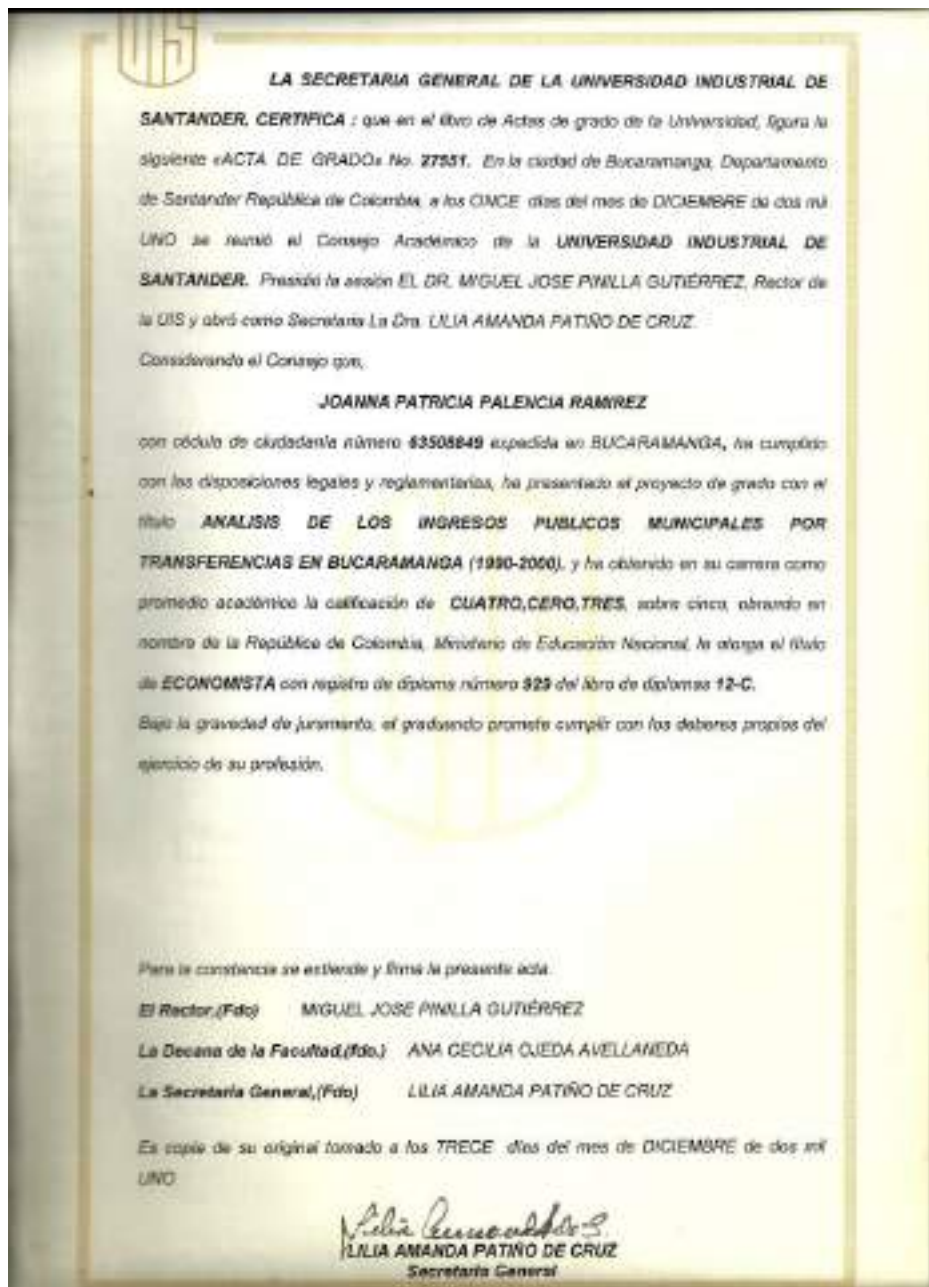 UIS
LA SECRETARIA GENERAL DE LA UNIVERSIDAD INDUSTRIAL DE
SANTANDER, CERTIFICA : que en el libro de Actas de grado de la Universidad, figura la
siguiente «ACTA DE GRADO» No. 27551. En la ciudad de Bucaramanga, Departamento
de Santander República de Colombia, a los ONCE días del mes de DICIEMBRE de dos mil
UNO se reunió el Consejo Académico de la UNIVERSIDAD INDUSTRIAL DE
SANTANDER. Presidió la sesión EL DR. MIGUEL JOSE PINILLA GUTIÉRREZ, Rector de
la UIS y obró como Secretaria La Dra. LILIA AMANDA PATIÑO DE CRUZ.
Considerando el Consejo que,
JOANNA PATRICIA PALENCIA RAMIREZ
con cédula de ciudadanía número 63508849 expedida en BUCARAMANGA, ha cumplido
con las disposiciones legales y reglamentarias, ha presentado el proyecto de grado con el
título ANALISIS DE LOS INGRESOS PUBLICOS MUNICIPALES POR
TRANSFERENCIAS EN BUCARAMANGA (1990-2000), y ha obtenido en su carrera como
promedio académico la calificación de CUATRO,CERO,TRES, sobre cinco, obrando en
nombre de la República de Colombia, Ministerio de Educación Nacional, le otorga el título
de ECONOMISTA con registro de diploma número 929 del libro de diplomas 12-C.
Bajo la gravedad de juramento, el graduando promete cumplir con los deberes propios del
ejercicio de su profesión.
Para la constancia se extiende y firma la presente acta.
El Rector,(Fdo) MIGUEL JOSE PINILLA GUTIÉRREZ
La Decana de la Facultad,(fdo.) ANA CECILIA OJEDA AVELLANEDA
La Secretaria General,(Fdo) LILIA AMANDA PATIÑO DE CRUZ
Es copia de su original tomado a los TRECE días del mes de DICIEMBRE de dos mil
UNO
LILIA AMANDA PATIÑO DE CRUZ
Secretaria General